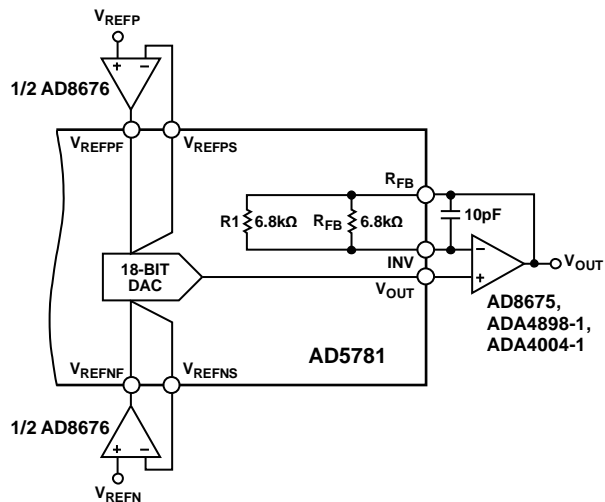 VREFP
1/2 AD8676
+ −
VREFPF
VREFPS
RFB
R1 6.8kΩ
RFB 6.8kΩ
10pF
INV
−
+
VOUT
VOUT
18-BIT
DAC
AD8675,
ADA4898-1,
ADA4004-1
AD5781
VREFNF
VREFNS
1/2 AD8676
+ −
VREFN